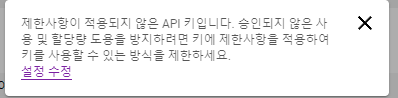 제한사항이 적용되지 않은 API 키입니다. 승인되지 않은 사
용 및 할당량 도용을 방지하려면 키에 제한사항을 적용하여
키를 사용할 수 있는 방식을 제한하세요.
설정 수정